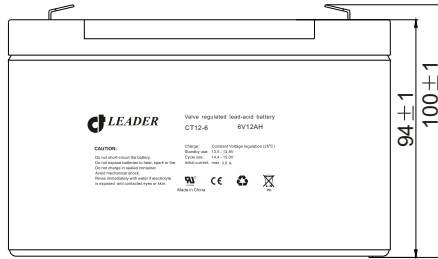 LEADER
Valve regulated lead-acid battery
CT12-6 6V12AH
CAUTION:
Do not short-circuit the battery.
Do not expose batteries to heat, spark or fire.
Do not charge in sealed container.
Avoid mechanical shock.
Rinse immediately with water if electrolyte
is exposed and contacted eyes or skin.
Charge: Constant Voltage regulation (25°C)
Standby use: 13,5 - 13,8V
Cycle use: 14,4 - 15,0V
Initial current: max. 3,6 A
Made in China
Pb
94±1
100±1